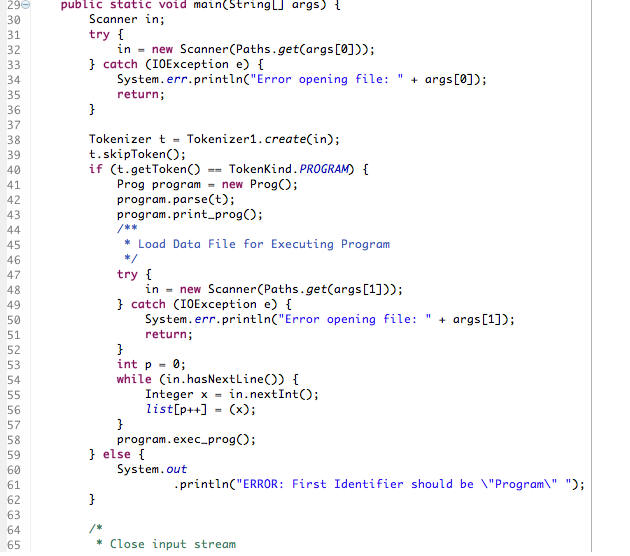 29 public static void main(String[] args) {
30 Scanner in;
31 try {
32 in = new Scanner(Paths.get(args[0]));
33 } catch (IOException e) {
34 System.err.println("Error opening file: " + args[0]);
35 return;
36 }
37
38 Tokenizer t = Tokenizer1.create(in);
39 t.skipToken();
40 if (t.getToken() == TokenKind.PROGRAM) {
41 Prog program = new Prog();
42 program.parse(t);
43 program.print_prog();
44 /**
45 * Load Data File for Executing Program
46 */
47 try {
48 in = new Scanner(Paths.get(args[1]));
49 } catch (IOException e) {
50 System.err.println("Error opening file: " + args[1]);
51 return;
52 }
53 int p = 0;
54 while (in.hasNextLine()) {
55 Integer x = in.nextInt();
56 list[p++] = (x);
57 }
58 program.exec_prog();
59 } else {
60 System.out
61 .println("ERROR: First Identifier should be \"Program\" ");
62 }
63
64 /*
65 * Close input stream